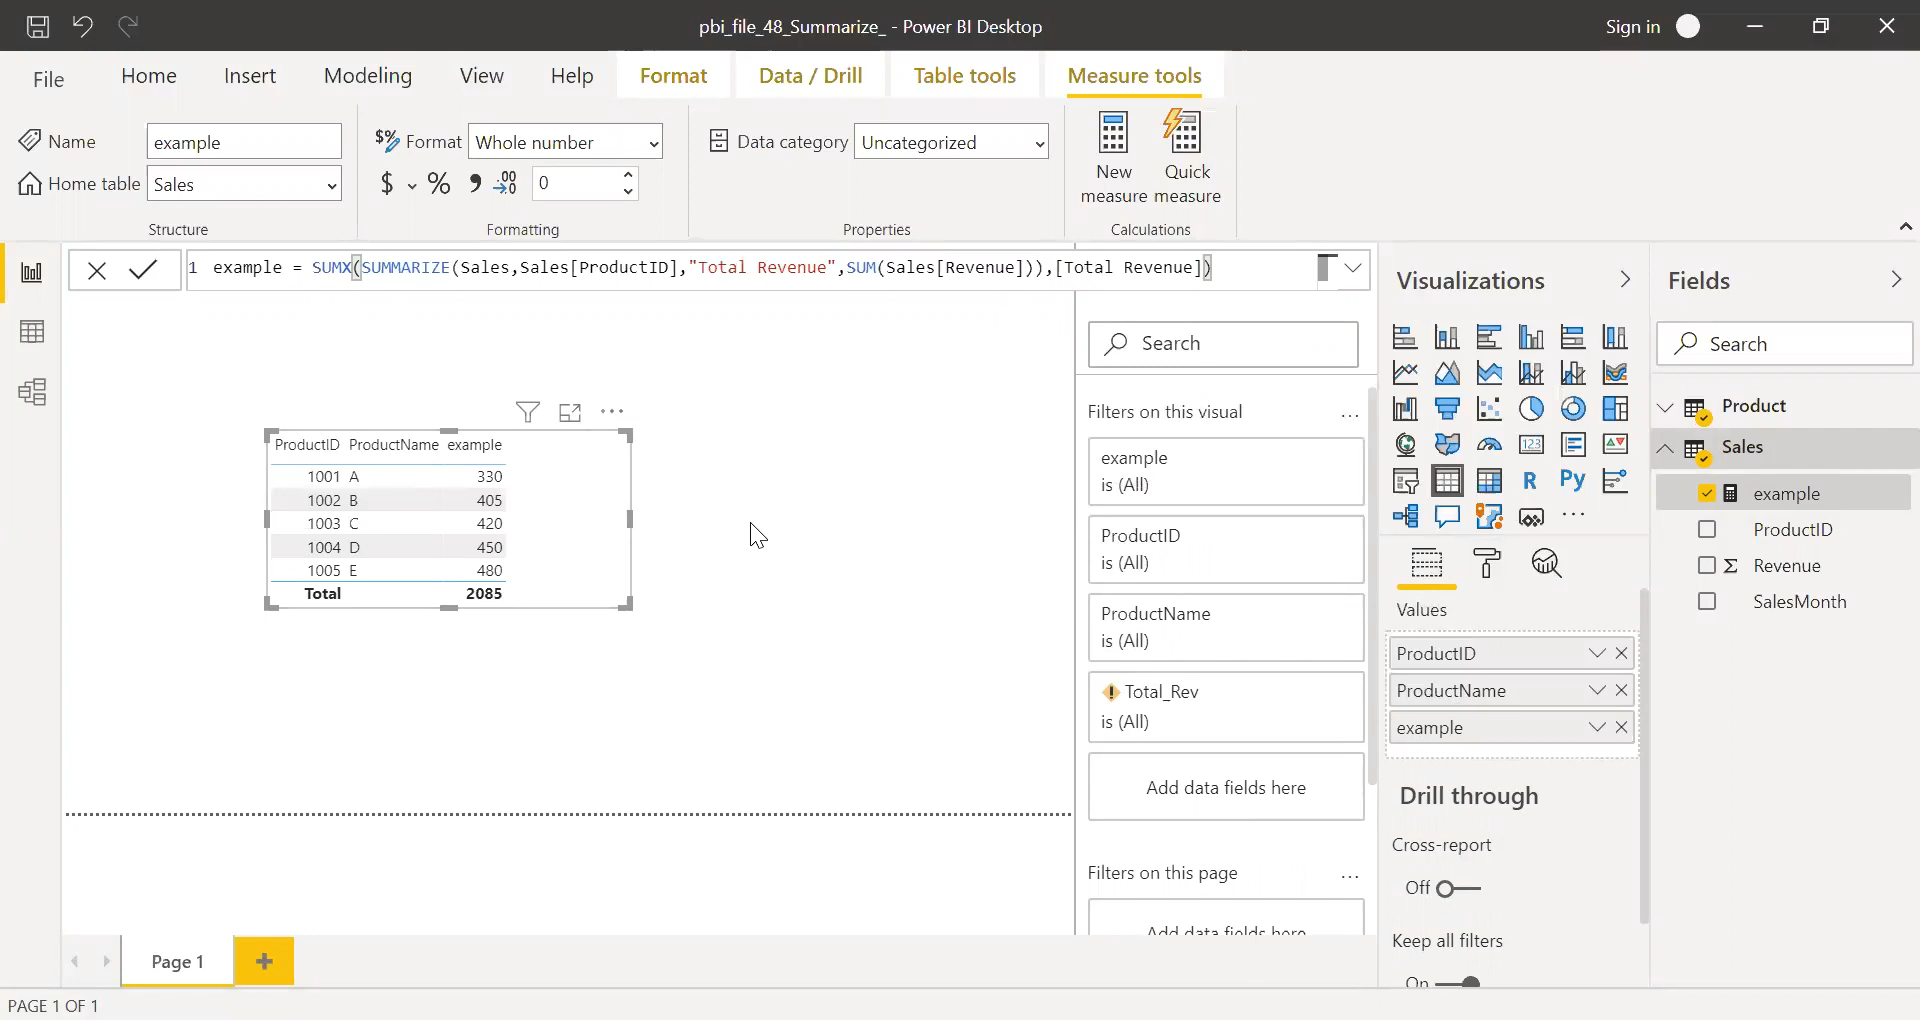 pbi_file_48_Summarize_ - Power BI Desktop
Sign in
File Home Insert Modeling View Help Format Data / Drill Table tools Measure tools
Name example
Home table Sales
Structure
$% Format Whole number
$ % , .00 0
Formatting
Data category Uncategorized
Properties
New measure
Quick measure
Calculations
1 example = SUMX(SUMMARIZE(Sales,Sales[ProductID],"Total Revenue",SUM(Sales[Revenue])),[Total Revenue])
ProductID ProductName example
1001 A 330
1002 B 405
1003 C 420
1004 D 450
1005 E 480
Total 2085
Search
Filters on this visual ...
example
is (All)
ProductID
is (All)
ProductName
is (All)
Total_Rev
is (All)
Add data fields here
Filters on this page ...
Add data fields here
Visualizations
123
R Py
...
Values
ProductID
ProductName
example
Drill through
Cross-report
Off
Keep all filters
On
Fields
Search
Product
Sales
example
ProductID
Σ Revenue
SalesMonth
Page 1
PAGE 1 OF 1